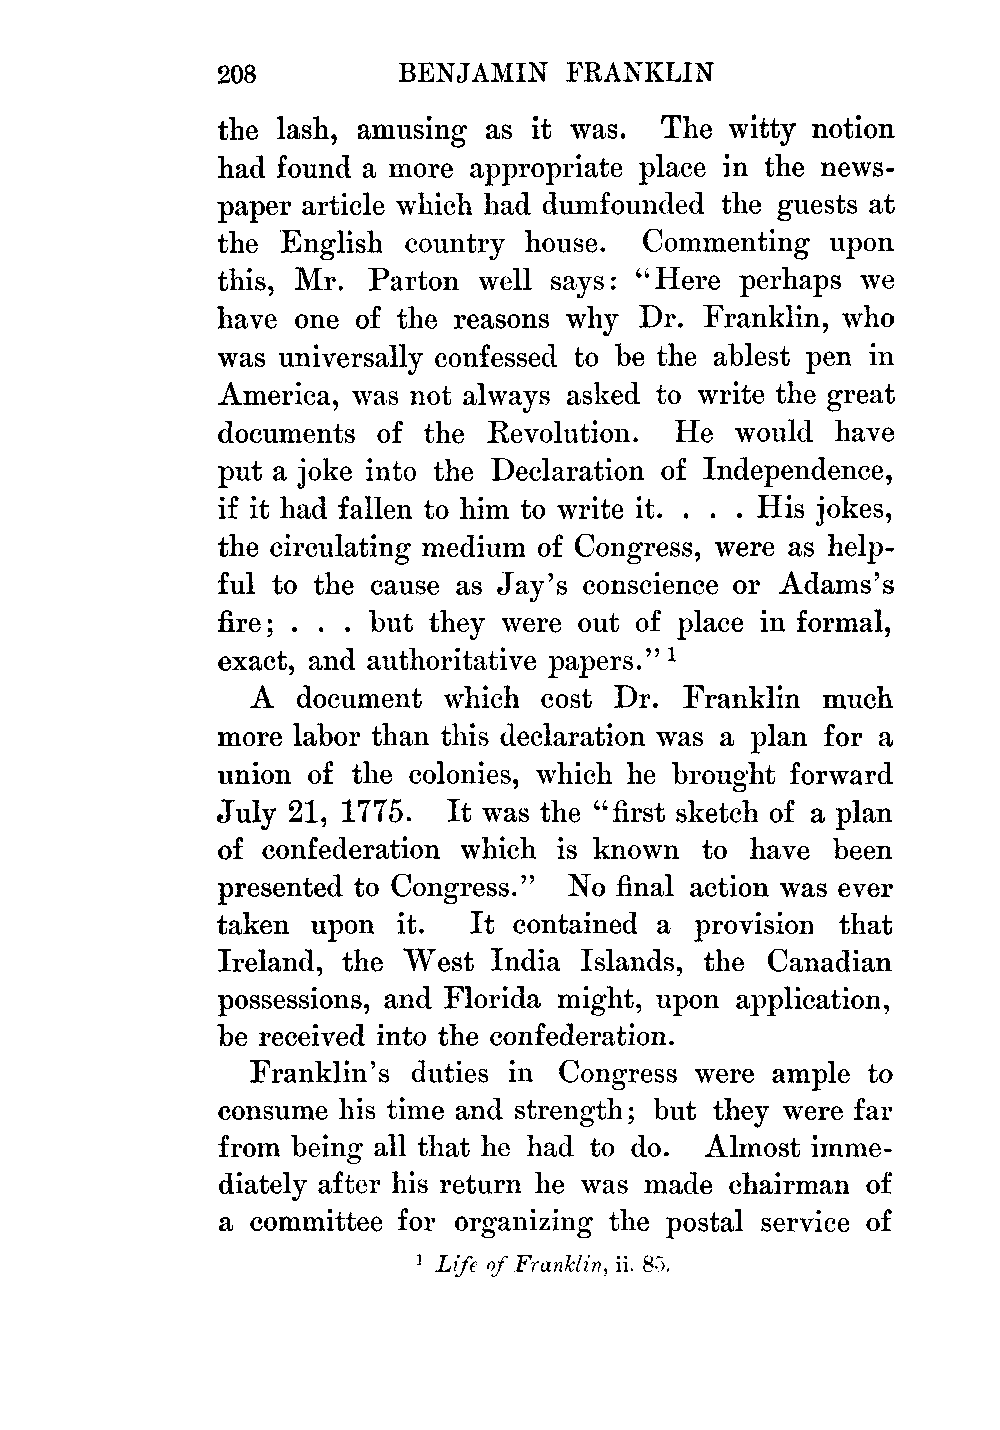 208 BENJAMIN FRANKLIN
the lash, amusing as it was. The witty notion
had found a more appropriate place in the news-
paper article which had dumfounded the guests at
the English country house. Commenting upon
this, Mr. Parton well says: “Here perhaps we
have one of the reasons why Dr. Franklin, who
was universally confessed to be the ablest pen in
America, was not always asked to write the great
documents of the Revolution. He would have
put a joke into the Declaration of Independence,
if it had fallen to him to write it. . . . His jokes,
the circulating medium of Congress, were as help-
ful to the cause as Jay’s conscience or Adams’s
fire; . . . but they were out of place in formal,
exact, and authoritative papers.” 1
A document which cost Dr. Franklin much
more labor than this declaration was a plan for a
union of the colonies, which he brought forward
July 21, 1775. It was the “first sketch of a plan
of confederation which is known to have been
presented to Congress.” No final action was ever
taken upon it. It contained a provision that
Ireland, the West India Islands, the Canadian
possessions, and Florida might, upon application,
be received into the confederation.
Franklin’s duties in Congress were ample to
consume his time and strength; but they were far
from being all that he had to do. Almost imme-
diately after his return he was made chairman of
a committee for organizing the postal service of
1 Life of Franklin, ii. 85.